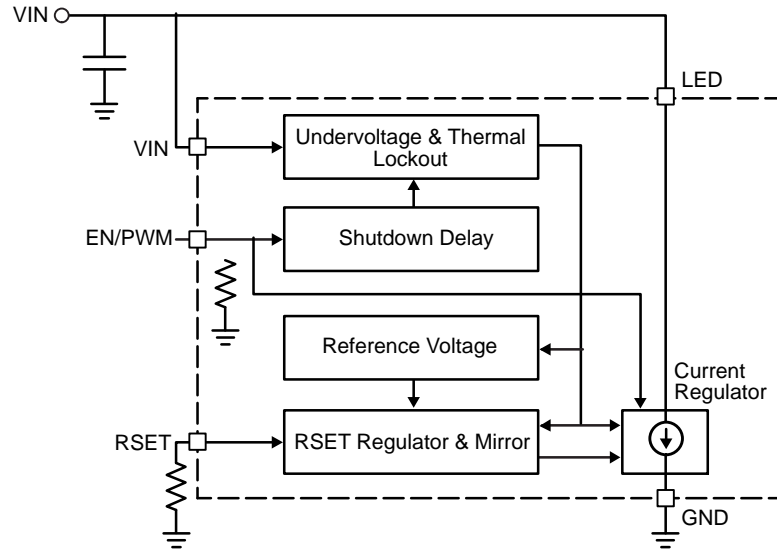 VIN
LED
VIN
Undervoltage & Thermal
Lockout
EN/PWM
Shutdown Delay
Reference Voltage
Current
Regulator
RSET
RSET Regulator & Mirror
GND